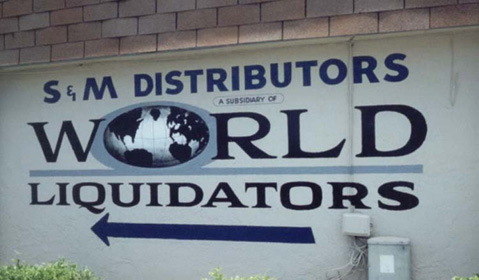 S & M DISTRIBUTORS
A SUBSIDIARY OF
WORLD
LIQUIDATORS